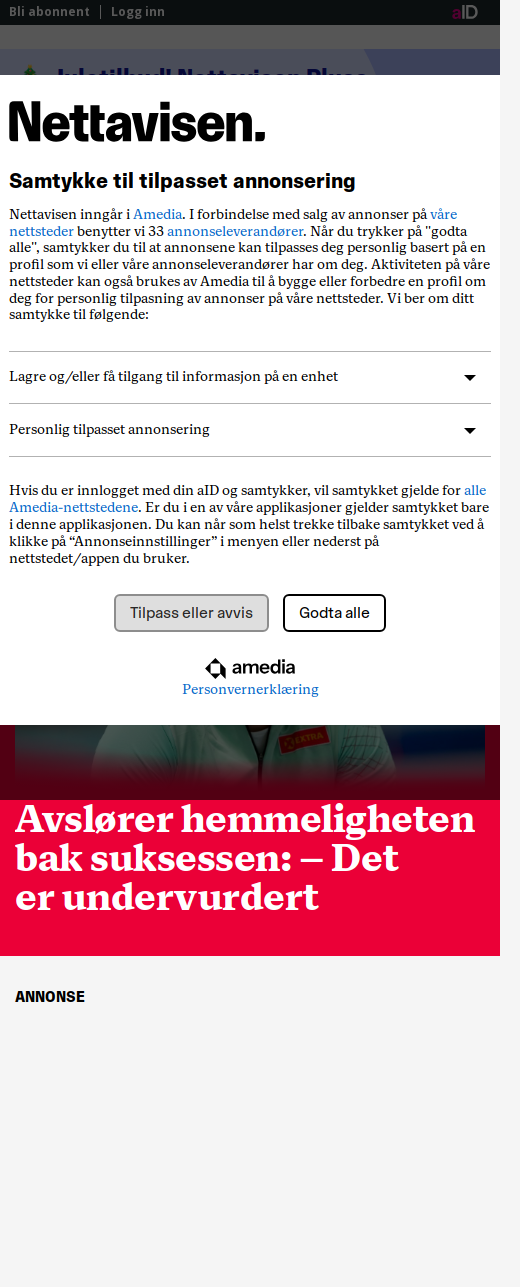 Bli abonnent | Logg inn
aID
Nettavisen.
Samtykke til tilpasset annonsering
Nettavisen inngår i Amedia. I forbindelse med salg av annonser på våre
nettsteder benytter vi 33 annonseleverandører. Når du trykker på "godta
alle", samtykker du til at annonsene kan tilpasses deg personlig basert på en
profil som vi eller våre annonseleverandører har om deg. Aktiviteten på våre
nettsteder kan også brukes av Amedia til å bygge eller forbedre en profil om
deg for personlig tilpasning av annonser på våre nettsteder. Vi ber om ditt
samtykke til følgende:
Lagre og/eller få tilgang til informasjon på en enhet
Personlig tilpasset annonsering
Hvis du er innlogget med din aID og samtykker, vil samtykket gjelde for alle
Amedia-nettstedene. Er du i en av våre applikasjoner gjelder samtykket bare
i denne applikasjonen. Du kan når som helst trekke tilbake samtykket ved å
klikke på “Annonseinnstillinger” i menyen eller nederst på
nettstedet/appen du bruker.
Tilpass eller avvis
Godta alle
amedia
Personvernerklæring
EXTRA
Avslører hemmeligheten
bak suksessen: – Det
er undervurdert
ANNONSE